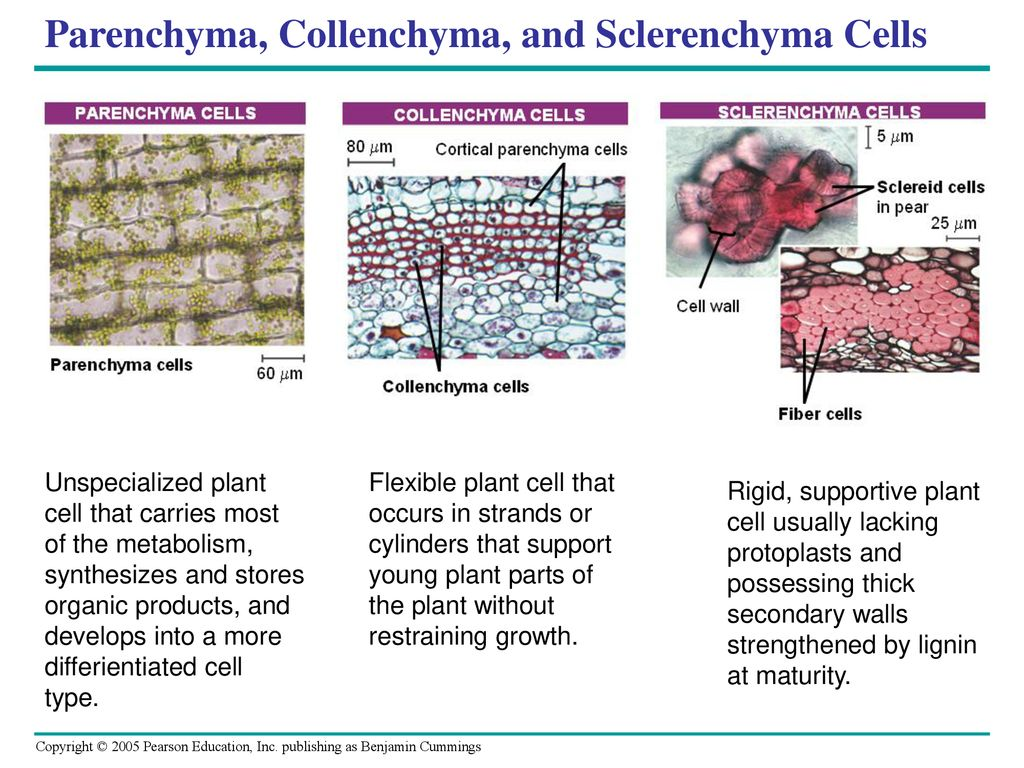 Parenchyma, Collenchyma, and Sclerenchyma Cells
PARENCHYMA CELLS
Parenchyma cells
60 μm
COLLENCHYMA CELLS
80 μm
Cortical parenchyma cells
Collenchyma cells
SCLERENCHYMA CELLS
5 μm
Sclereid cells
in pear
25 μm
Cell wall
Fiber cells
Unspecialized plant
cell that carries most
of the metabolism,
synthesizes and stores
organic products, and
develops into a more
differientiated cell
type.
Flexible plant cell that
occurs in strands or
cylinders that support
young plant parts of
the plant without
restraining growth.
Rigid, supportive plant
cell usually lacking
protoplasts and
possessing thick
secondary walls
strengthened by lignin
at maturity.
Copyright © 2005 Pearson Education, Inc. publishing as Benjamin Cummings